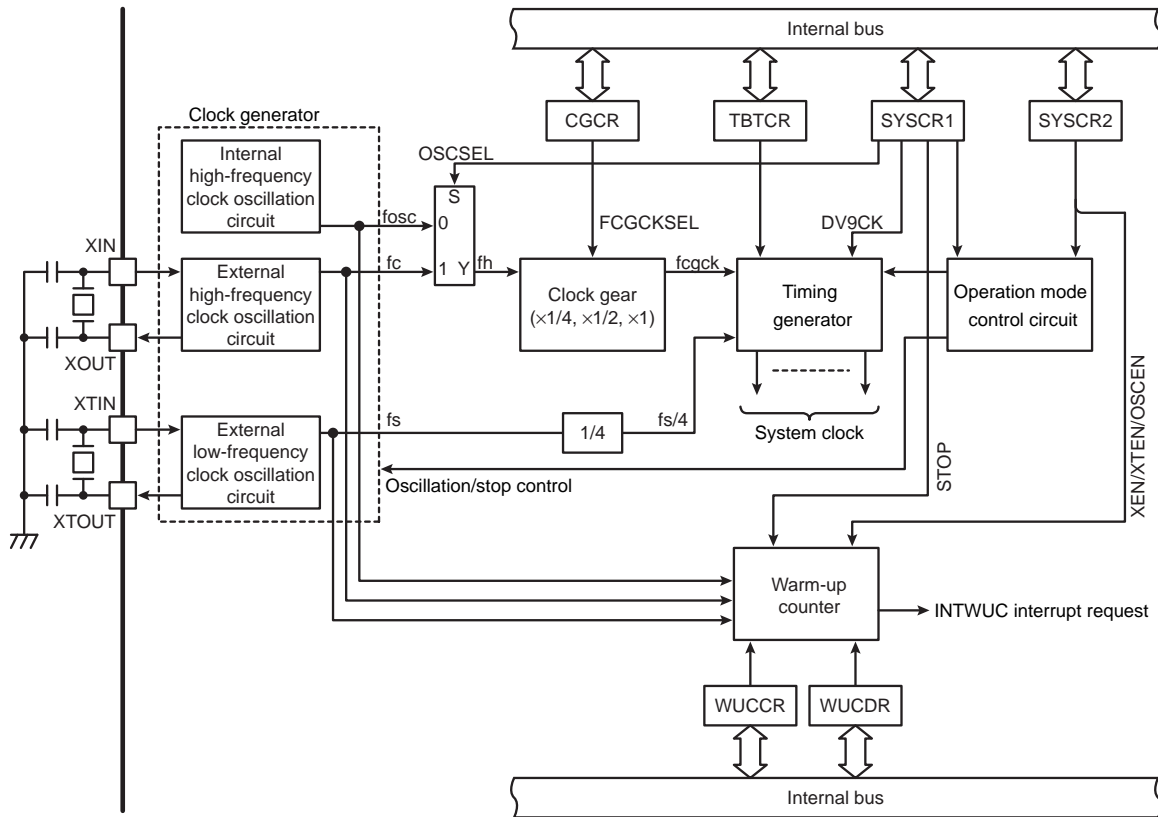 Internal bus
CGCR
TBTCR
SYSCR1
SYSCR2
Clock generator
Internal
high-frequency
clock oscillation
circuit
OSCSEL
S
0
1 Y
fosc
fc
fh
FCGCKSEL
DV9CK
fcgck
XIN
XOUT
External
high-frequency
clock oscillation
circuit
Clock gear
(×1/4, ×1/2, ×1)
Timing
generator
Operation mode
control circuit
XTIN
XTOUT
External
low-frequency
clock oscillation
circuit
fs
1/4
fs/4
System clock
Oscillation/stop control
STOP
XEN/XTEN/OSCEN
Warm-up
counter
INTWUC interrupt request
WUCCR
WUCDR
Internal bus